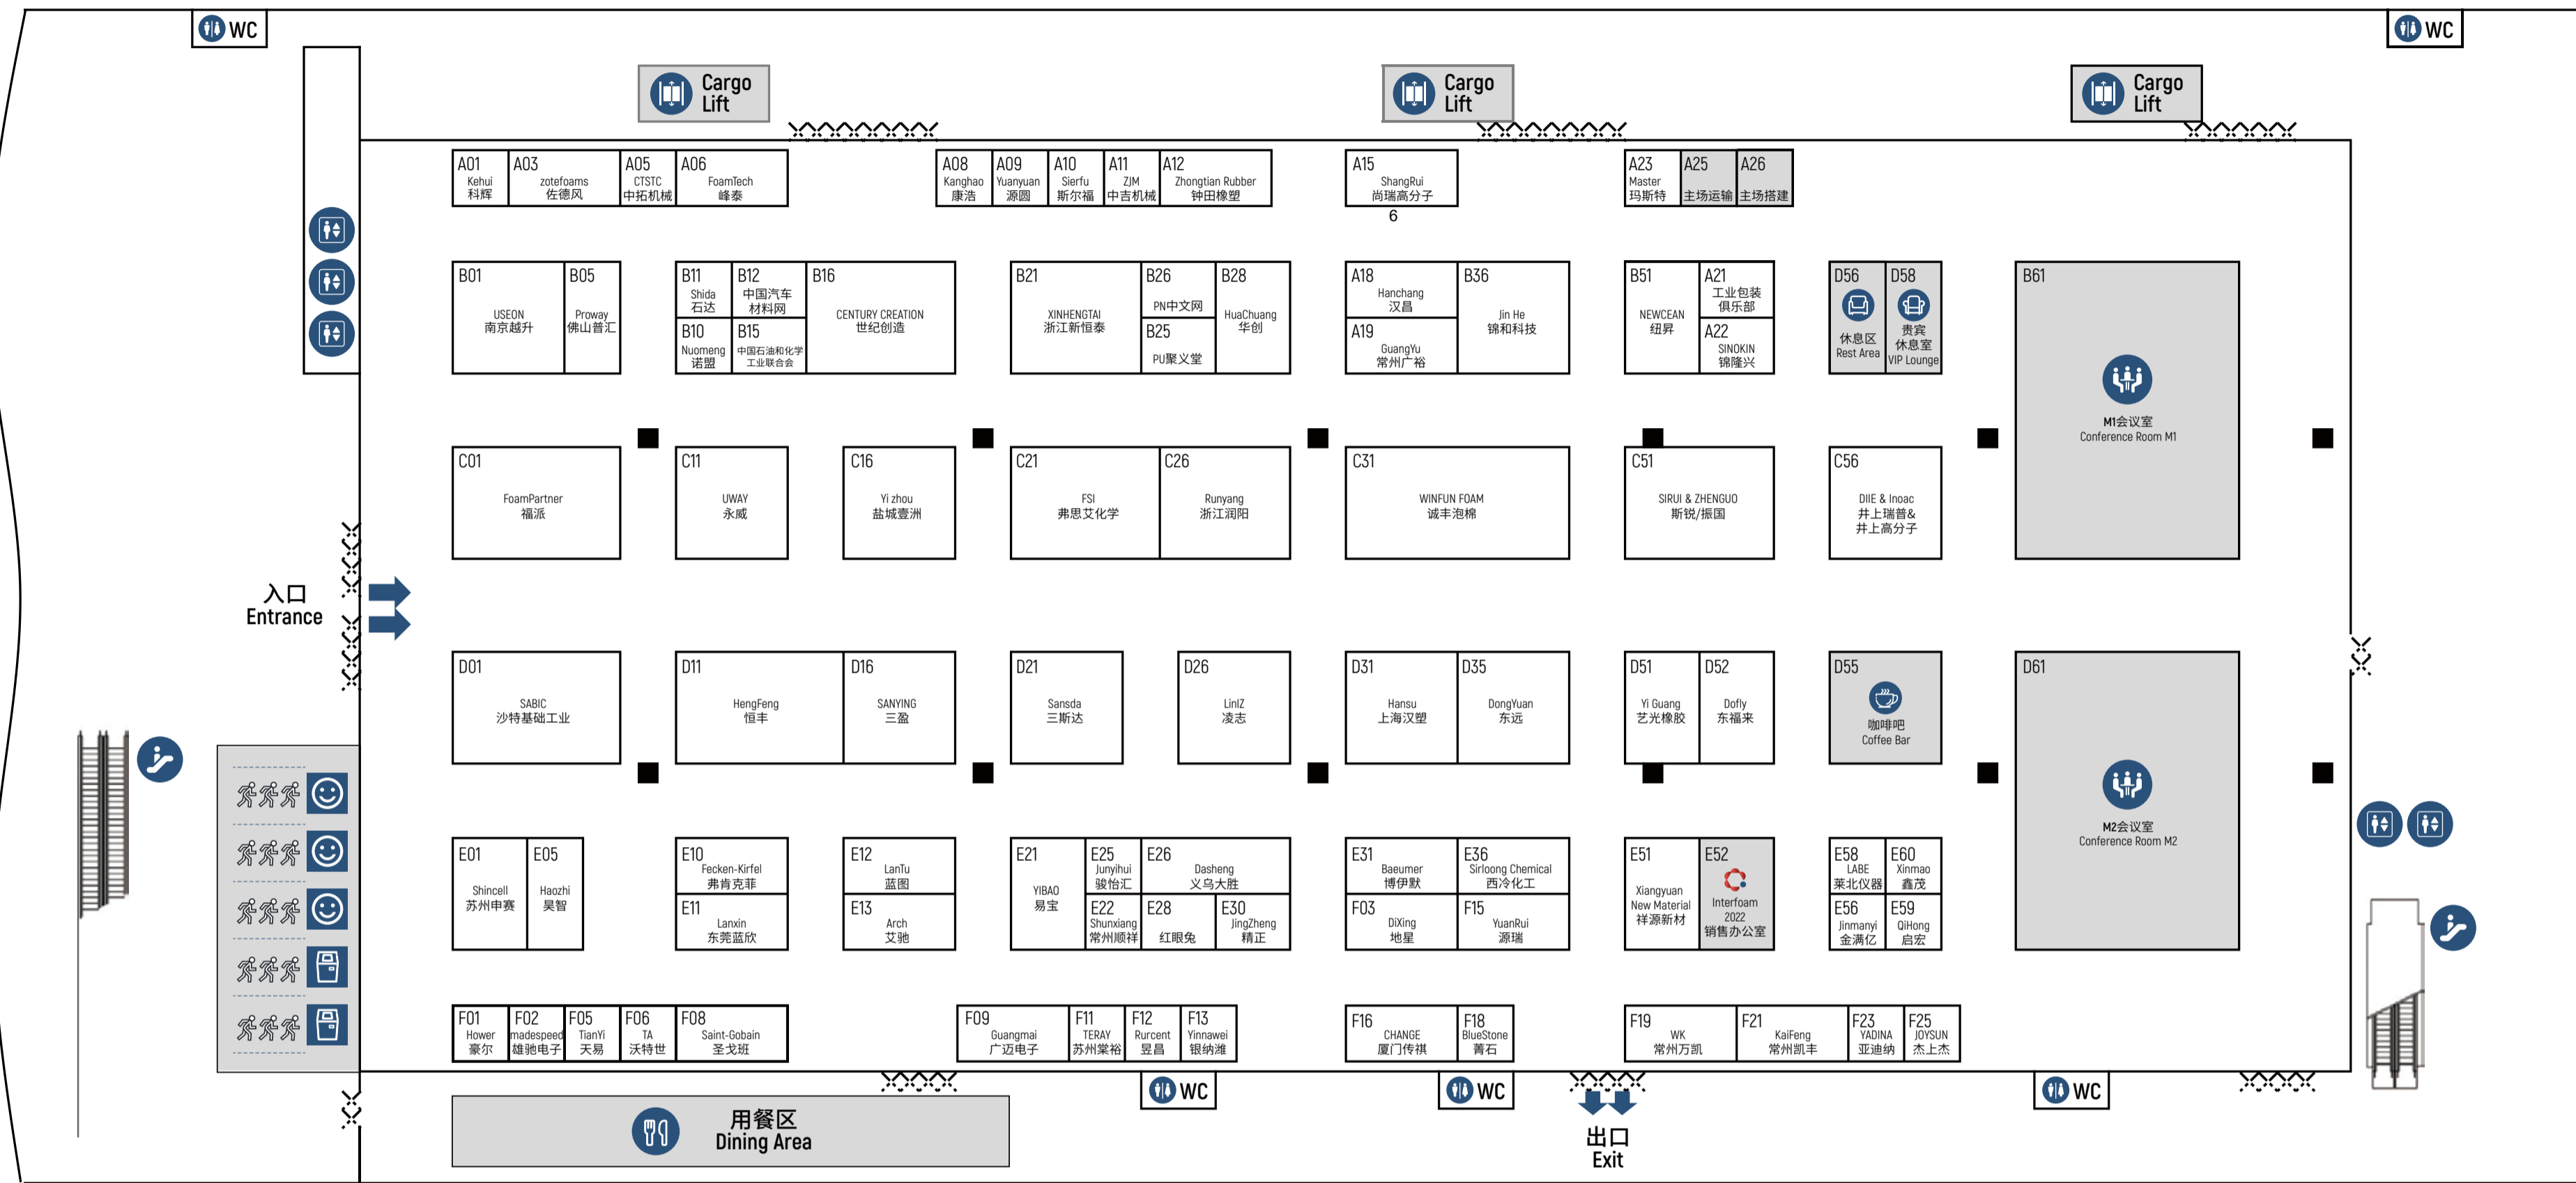 WC
WC
Cargo
Lift
Cargo
Lift
Cargo
Lift
A01
Kehui
科辉
A03
zotefoams
佐德风
A05
CTSTC
中拓机械
A06
FoamTech
峰泰
A08
Kanghao
康浩
A09
Yuanyuan
源圆
A10
Sierfu
斯尔福
A11
ZJM
中吉机械
A12
Zhongtian Rubber
钟田橡塑
A15
ShangRui
尚瑞高分子
6
A23
Master
玛斯特
A25
主场运输
A26
主场搭建
B01
USEON
南京越升
B05
Proway
佛山普汇
B11
Shida
石达
B12
中国汽车
材料网
B10
Nuomeng
诺盟
B15
中国石油和化学
工业联合会
B16
CENTURY CREATION
世纪创造
B21
XINHENGTAI
浙江新恒泰
B26
PN中文网
B25
PU聚义堂
B28
HuaChuang
华创
A18
Hanchang
汉昌
A19
GuangYu
常州广裕
B36
Jin He
锦和科技
B51
NEWCEAN
纽昇
A21
工业包装
俱乐部
A22
SINOKIN
锦隆兴
D56
休息区
Rest Area
D58
贵宾
休息室
VIP Lounge
B61
M1会议室
Conference Room M1
C01
FoamPartner
福派
C11
UWAY
永威
C16
Yi zhou
盐城壹洲
C21
FSI
弗思艾化学
C26
Runyang
浙江润阳
C31
WINFUN FOAM
诚丰泡棉
C51
SIRUI & ZHENGUO
斯锐/振国
C56
DIIE & Inoac
井上瑞普&
井上高分子
入口
Entrance
D01
SABIC
沙特基础工业
D11
HengFeng
恒丰
D16
SANYING
三盈
D21
Sansda
三斯达
D26
LinIZ
凌志
D31
Hansu
上海汉塑
D35
DongYuan
东远
D51
Yi Guang
艺光橡胶
D52
Dofly
东福来
D55
咖啡吧
Coffee Bar
D61
M2会议室
Conference Room M2
E01
Shincell
苏州申赛
E05
Haozhi
昊智
E10
Fecken-Kirfel
弗肯克菲
E11
Lanxin
东莞蓝欣
E12
LanTu
蓝图
E13
Arch
艾驰
E21
YIBAO
易宝
E25
Junyihui
骏怡汇
E26
Dasheng
义乌大胜
E22
Shunxiang
常州顺祥
E28
红眼兔
E30
JingZheng
精正
E31
Baeumer
博伊默
E36
Sirloong Chemical
西冷化工
F03
DiXing
地星
F15
YuanRui
源瑞
E51
Xiangyuan
New Material
祥源新材
E52
Interfoam
2022
销售办公室
E58
LABE
莱北仪器
E60
Xinmao
鑫茂
E56
Jinmanyi
金满亿
E59
QiHong
启宏
F01
Hower
豪尔
F02
madespeed
雄驰电子
F05
TianYi
天易
F06
TA
沃特世
F08
Saint-Gobain
圣戈班
F09
Guangmai
广迈电子
F11
TERAY
苏州棠裕
F12
Rurcent
昱昌
F13
Yinnawei
银纳潍
F16
CHANGE
厦门传祺
F18
BlueStone
菁石
F19
WK
常州万凯
F21
KaiFeng
常州凯丰
F23
YADINA
亚迪纳
F25
JOYSUN
杰上杰
WC
WC
WC
用餐区
Dining Area
出口
Exit